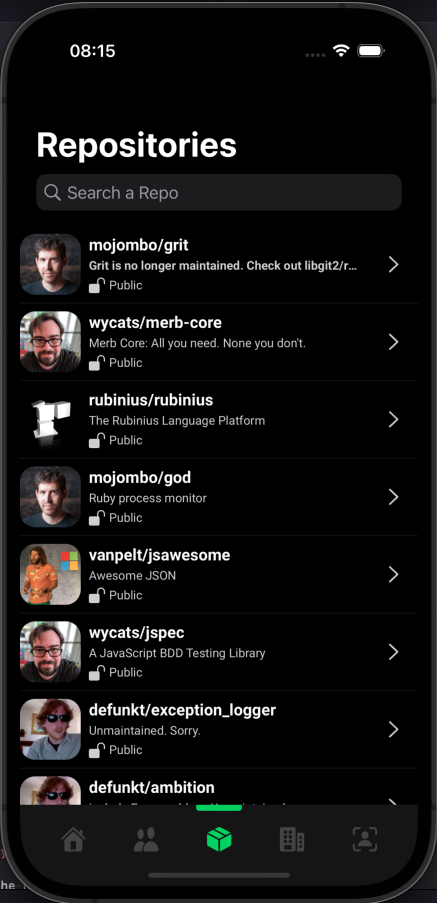 08:15
Repositories
Search a Repo
mojombo/grit
Grit is no longer maintained. Check out libgit2/r...
Public
wycats/merb-core
Merb Core: All you need. None you don't.
Public
rubinius/rubinius
The Rubinius Language Platform
Public
mojombo/god
Ruby process monitor
Public
vanpelt/jsawesome
Awesome JSON
Public
wycats/jspec
A JavaScript BDD Testing Library
Public
defunkt/exception_logger
Unmaintained. Sorry.
Public
defunkt/ambition
he